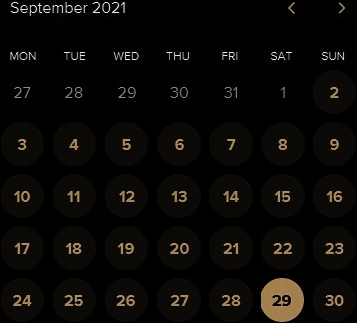 September 2021
MON TUE WED THU FRI SAT SUN
27 28 29 30 31 1 2
3 4 5 6 7 8 9
10 11 12 13 14 15 16
17 18 19 20 21 22 23
24 25 26 27 28 29 30